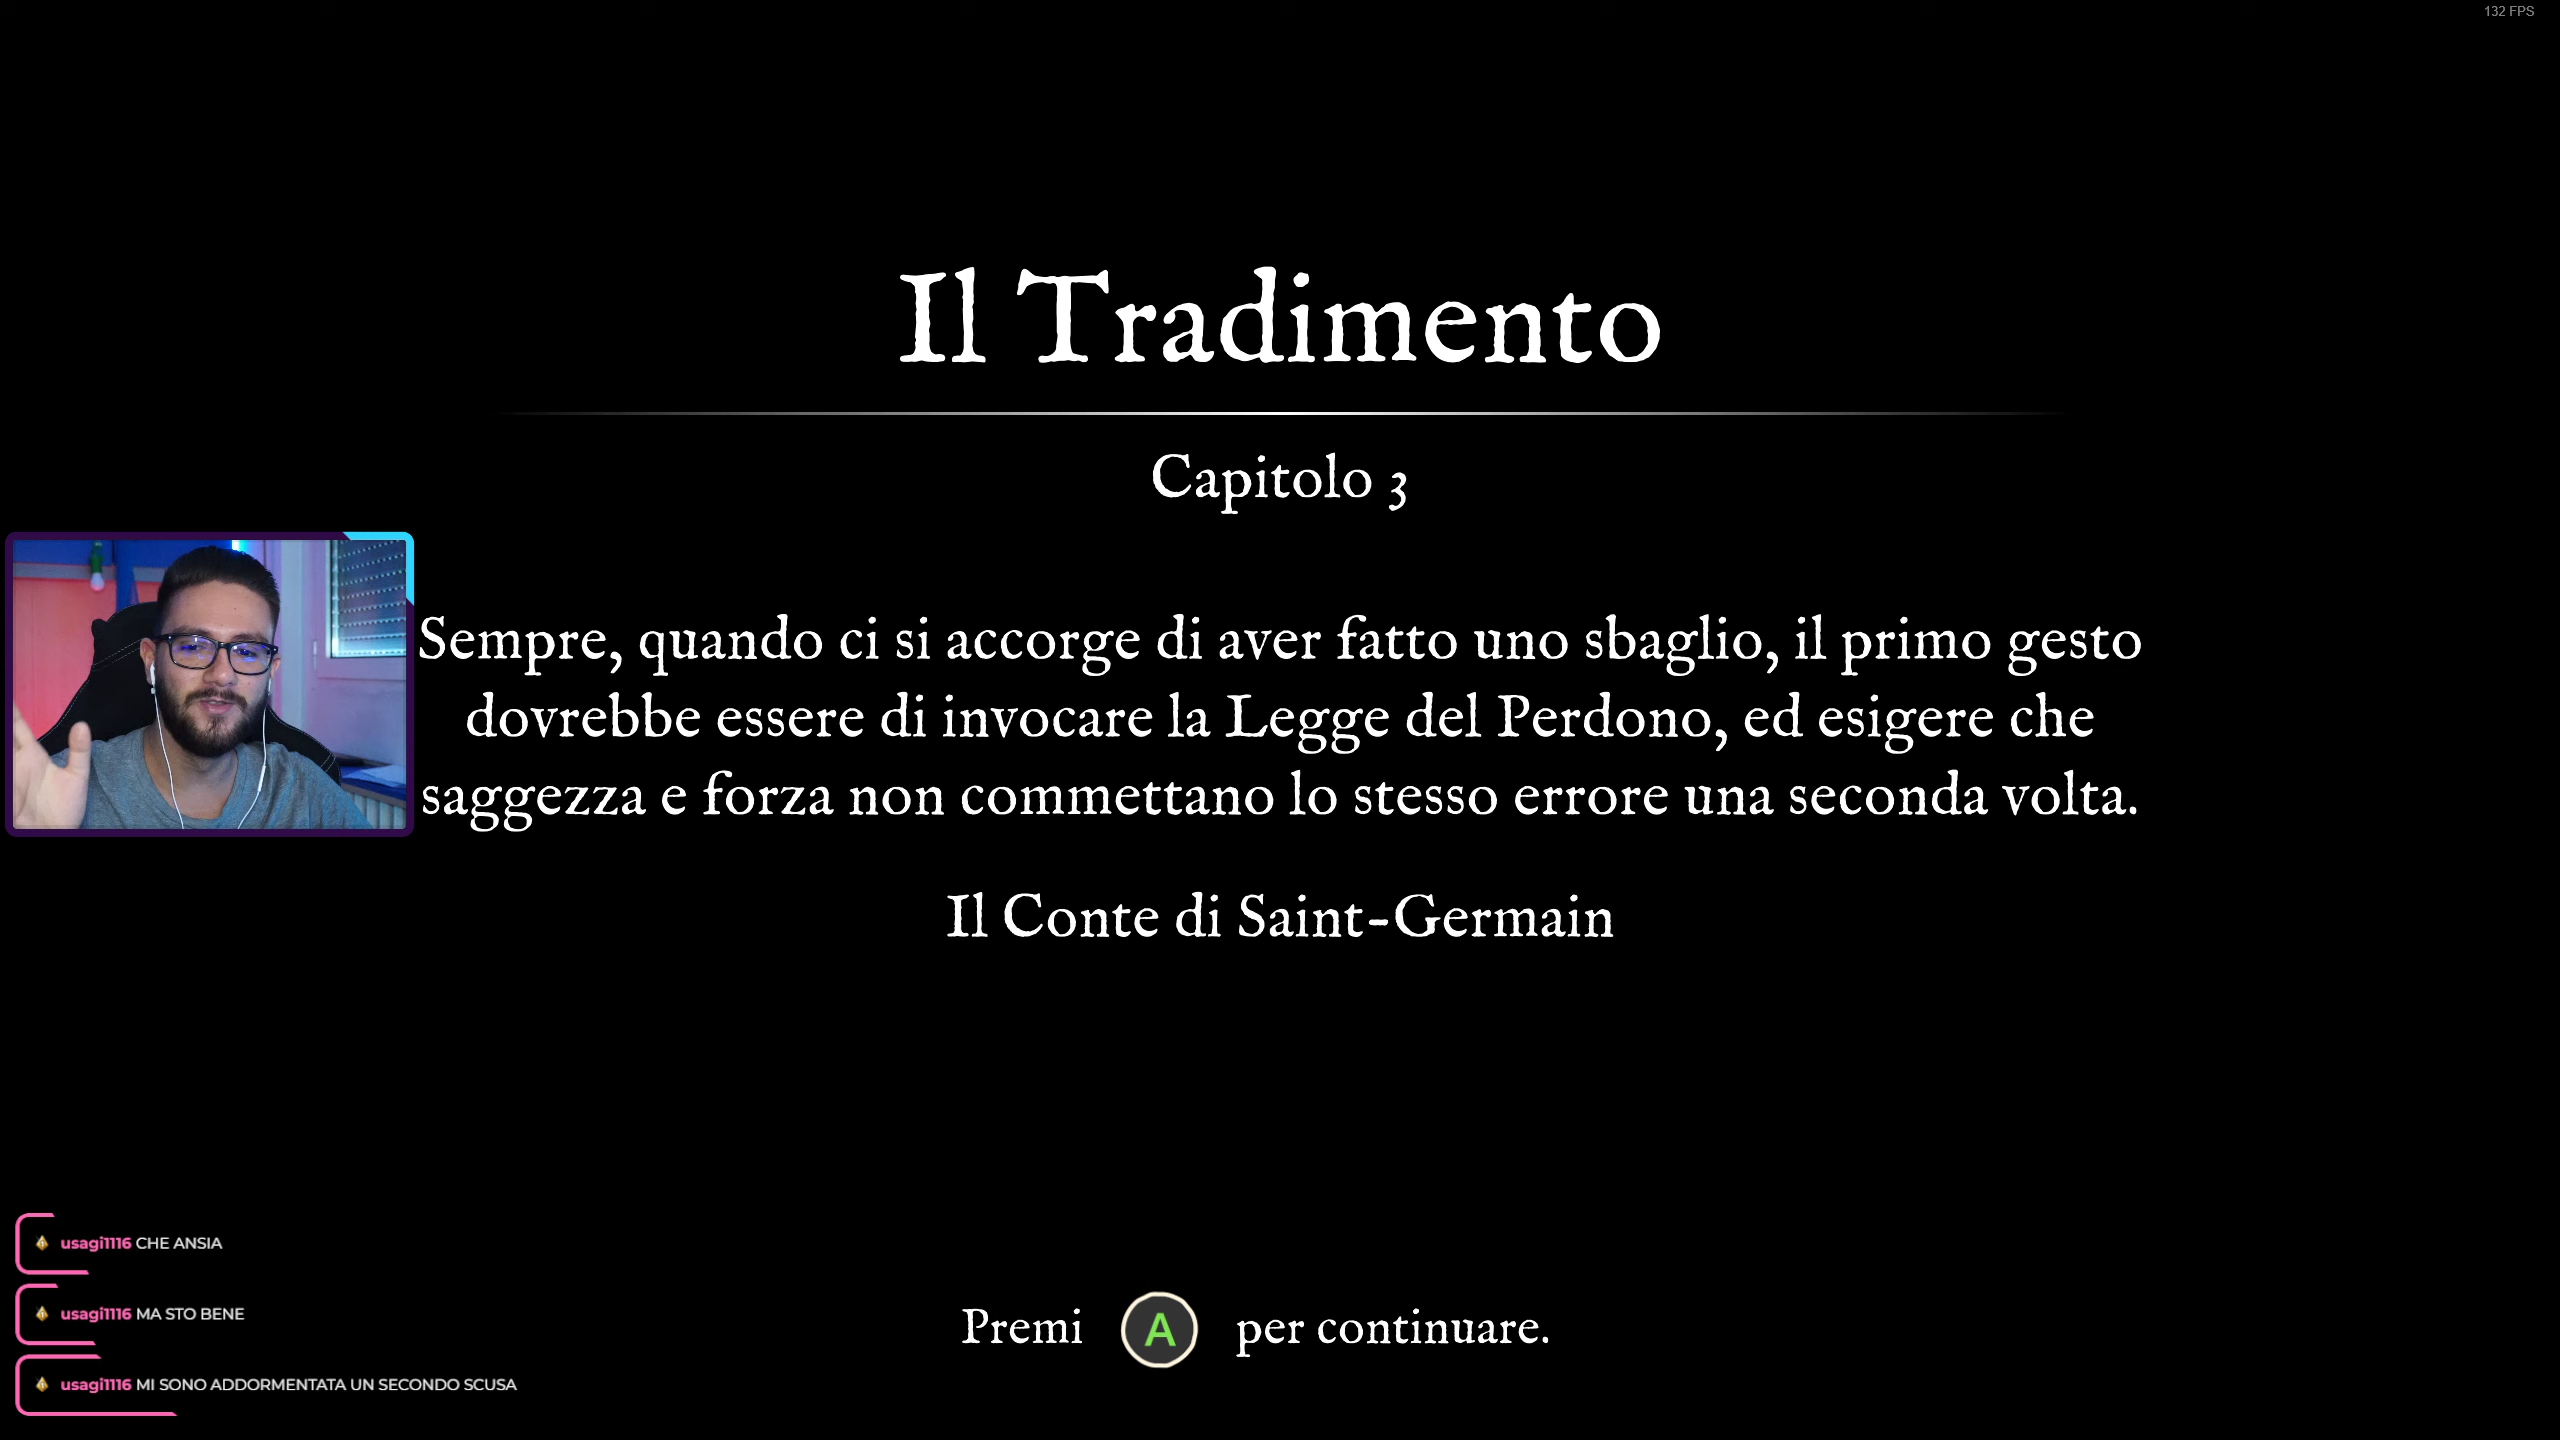 132 FPS
Il Tradimento
Capitolo 3
Sempre, quando ci si accorge di aver fatto uno sbaglio, il primo gesto
dovrebbe essere di invocare la Legge del Perdono, ed esigere che
saggezza e forza non commettano lo stesso errore una seconda volta.
Il Conte di Saint-Germain
usagi1116 CHE ANSIA
usagi1116 MA STO BENE
usagi1116 MI SONO ADDORMENTATA UN SECONDO SCUSA
Premi A per continuare.